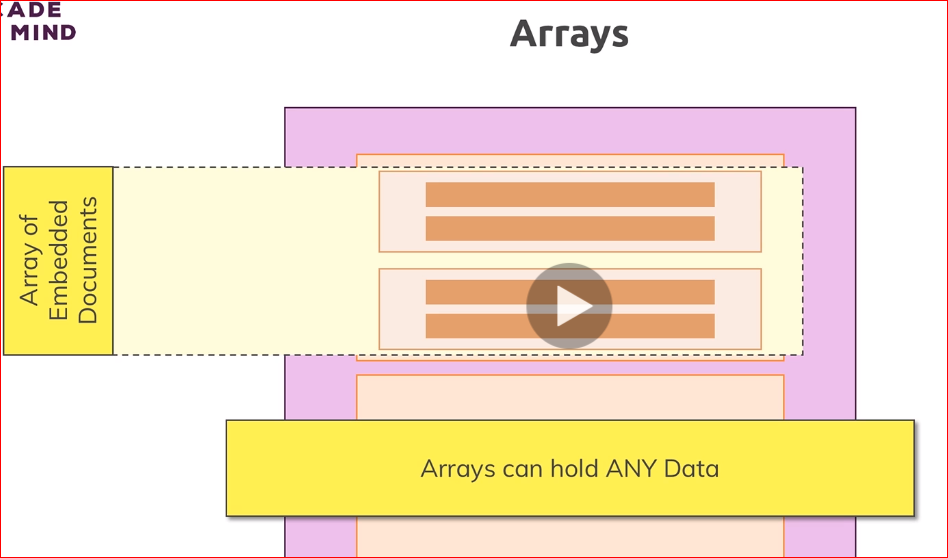 ADE
MIND
Arrays
Array of
Embedded
Documents
Arrays can hold ANY Data